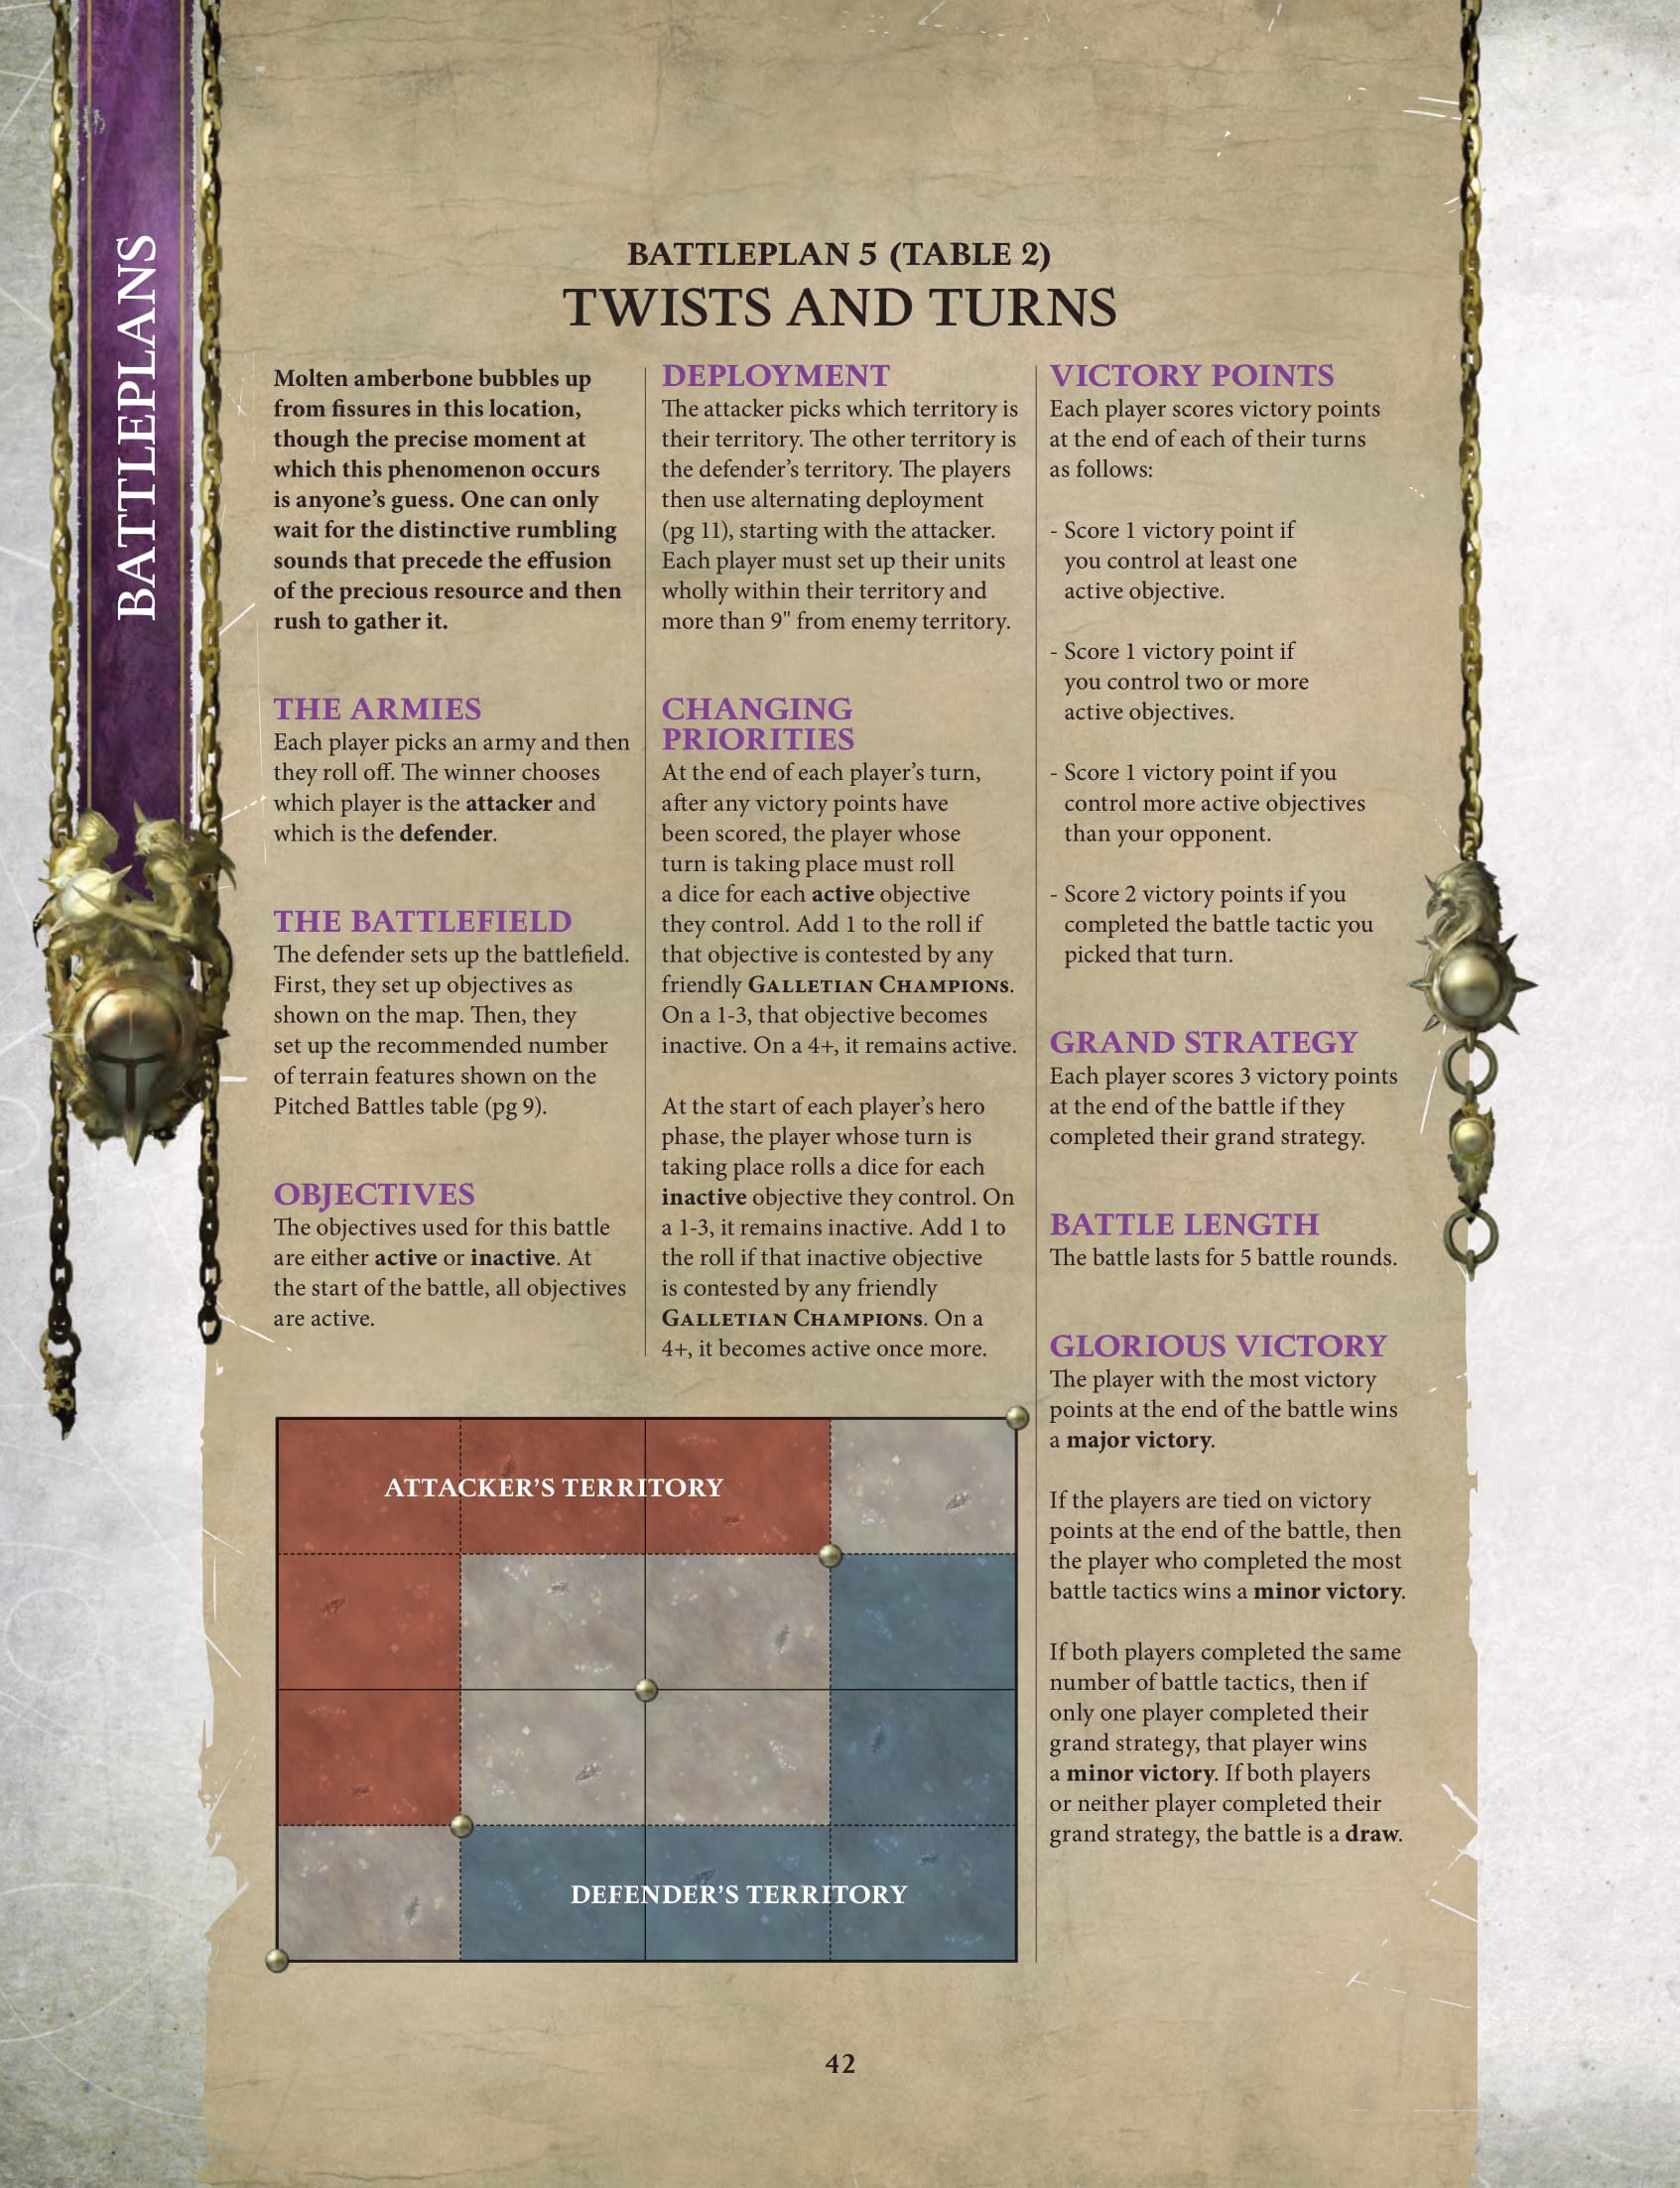 BATTLEPLANS
BATTLEPLAN 5 (TABLE 2)
TWISTS AND TURNS
Molten amberbone bubbles up
from fissures in this location,
though the precise moment at
which this phenomenon occurs
is anyone’s guess. One can only
wait for the distinctive rumbling
sounds that precede the effusion
of the precious resource and then
rush to gather it.
THE ARMIES
Each player picks an army and then
they roll off. The winner chooses
which player is the attacker and
which is the defender.
THE BATTLEFIELD
The defender sets up the battlefield.
First, they set up objectives as
shown on the map. Then, they
set up the recommended number
of terrain features shown on the
Pitched Battles table (pg 9).
OBJECTIVES
The objectives used for this battle
are either active or inactive. At
the start of the battle, all objectives
are active.
DEPLOYMENT
The attacker picks which territory is
their territory. The other territory is
the defender’s territory. The players
then use alternating deployment
(pg 11), starting with the attacker.
Each player must set up their units
wholly within their territory and
more than 9" from enemy territory.
CHANGING
PRIORITIES
At the end of each player’s turn,
after any victory points have
been scored, the player whose
turn is taking place must roll
a dice for each active objective
they control. Add 1 to the roll if
that objective is contested by any
friendly GALLETIAN CHAMPIONS.
On a 1-3, that objective becomes
inactive. On a 4+, it remains active.
At the start of each player’s hero
phase, the player whose turn is
taking place rolls a dice for each
inactive objective they control. On
a 1-3, it remains inactive. Add 1 to
the roll if that inactive objective
is contested by any friendly
GALLETIAN CHAMPIONS. On a
4+, it becomes active once more.
VICTORY POINTS
Each player scores victory points
at the end of each of their turns
as follows:
- Score 1 victory point if
you control at least one
active objective.
- Score 1 victory point if
you control two or more
active objectives.
- Score 1 victory point if you
control more active objectives
than your opponent.
- Score 2 victory points if you
completed the battle tactic you
picked that turn.
GRAND STRATEGY
Each player scores 3 victory points
at the end of the battle if they
completed their grand strategy.
BATTLE LENGTH
The battle lasts for 5 battle rounds.
GLORIOUS VICTORY
The player with the most victory
points at the end of the battle wins
a major victory.
If the players are tied on victory
points at the end of the battle, then
the player who completed the most
battle tactics wins a minor victory.
If both players completed the same
number of battle tactics, then if
only one player completed their
grand strategy, that player wins
a minor victory. If both players
or neither player completed their
grand strategy, the battle is a draw.
ATTACKER’S TERRITORY
DEFENDER’S TERRITORY
42